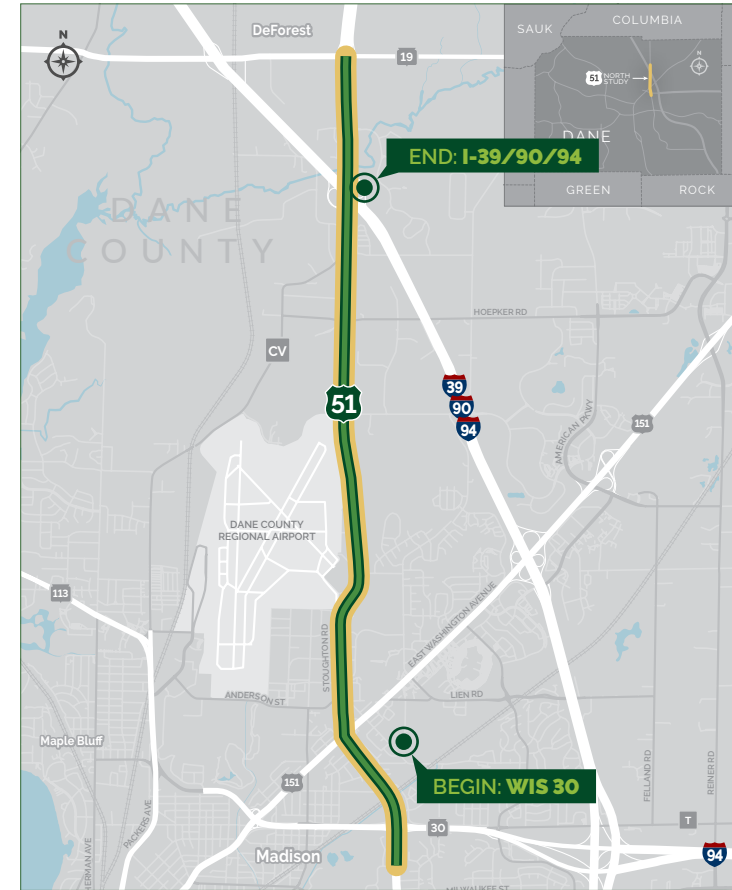 N
DeForest
19
SAUK
COLUMBIA
N
51 NORTH
STUDY
DANE
GREEN
ROCK
END: I-39/90/94
DANE
COUNTY
HOEPKER RD
CV
39
90
94
51
AMERICAN PKWY
151
DANE COUNTY
REGIONAL AIRPORT
113
STOUGHTON RD
EAST WASHINGTON AVENUE
ANDERSON ST
LIEN RD
Maple Bluff
BEGIN: WIS 30
151
FELLAND RD
REINER RD
PACKERS AVE
30
T
Madison
94
HERMAN AVE
MILWAUKEE ST